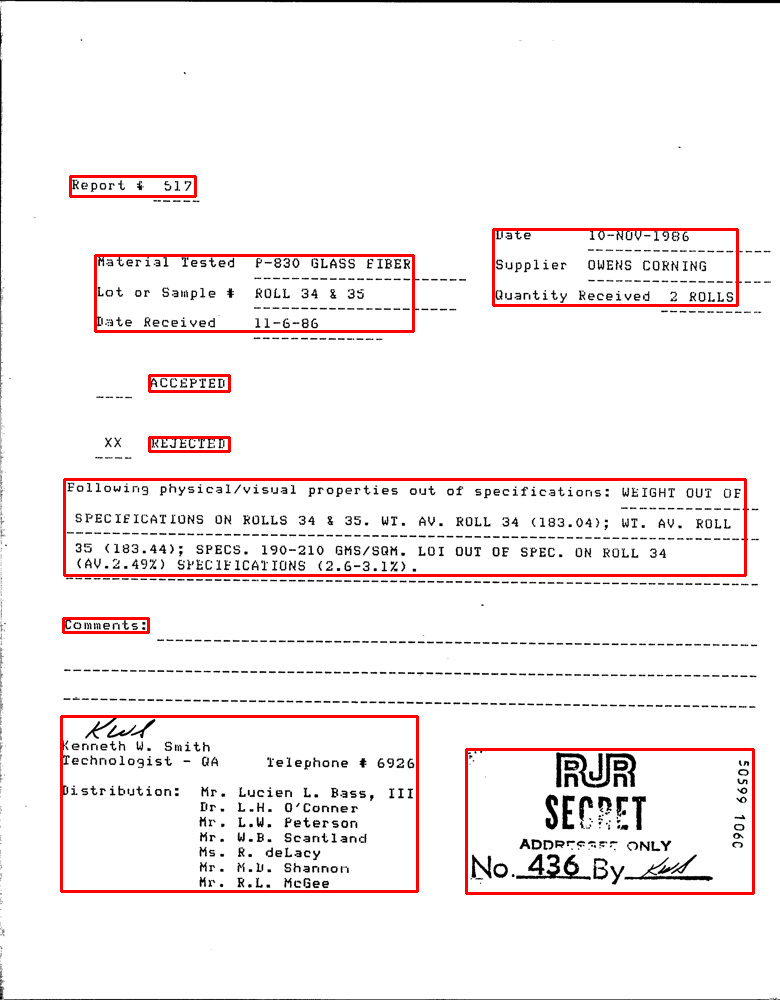 Report # 517
Date 10-NOV-1986
Material Tested P-830 GLASS FIBER
Supplier OWENS CORNING
Lot or Sample # ROLL 34 & 35
Quantity Received 2 ROLLS
Date Received 11-6-86
ACCEPTED
XX REJECTED
Following physical/visual properties out of specifications: WEIGHT OUT OF
SPECIFICATIONS ON ROLLS 34 & 35. WT. AV. ROLL 34 (183.04); WT. AV. ROLL
35 (183.44); SPECS. 190-210 GMS/SQM. LOI OUT OF SPEC. ON ROLL 34
(AV.2.49%) SPECIFICATIONS (2.6-3.1%).
Comments:
KWS
Kenneth W. Smith
Technologist - QA Telephone # 6926
Distribution: Mr. Lucien L. Bass, III
Dr. L.H. O'Conner
Mr. L.W. Peterson
Mr. W.B. Scantland
Ms. R. deLacy
Mr. M.D. Shannon
Mr. R.L. McGee
RJR
SECRET
ADDRESSEE ONLY
No. 436 By KWS
50599 1060